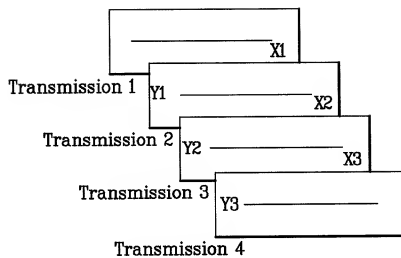 X1
Transmission 1
Y1
X2
Transmission 2
Y2
X3
Transmission 3
Y3
Transmission 4